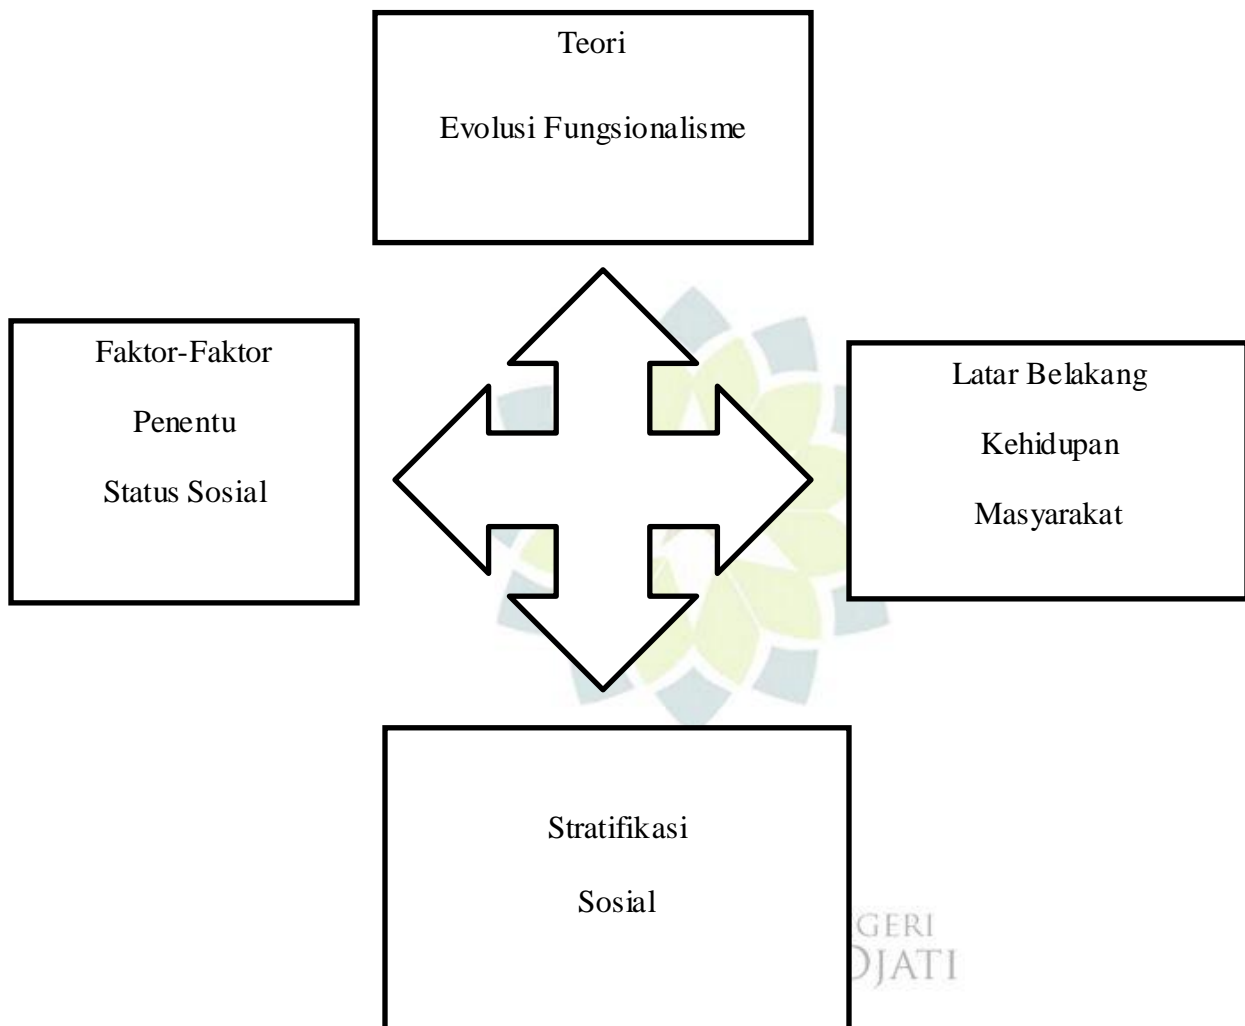 Teori
Evolusi Fungsionalisme
Faktor-Faktor
Penentu
Status Sosial
Latar Belakang
Kehidupan
Masyarakat
Stratifikasi
Sosial
GERI
DJATI